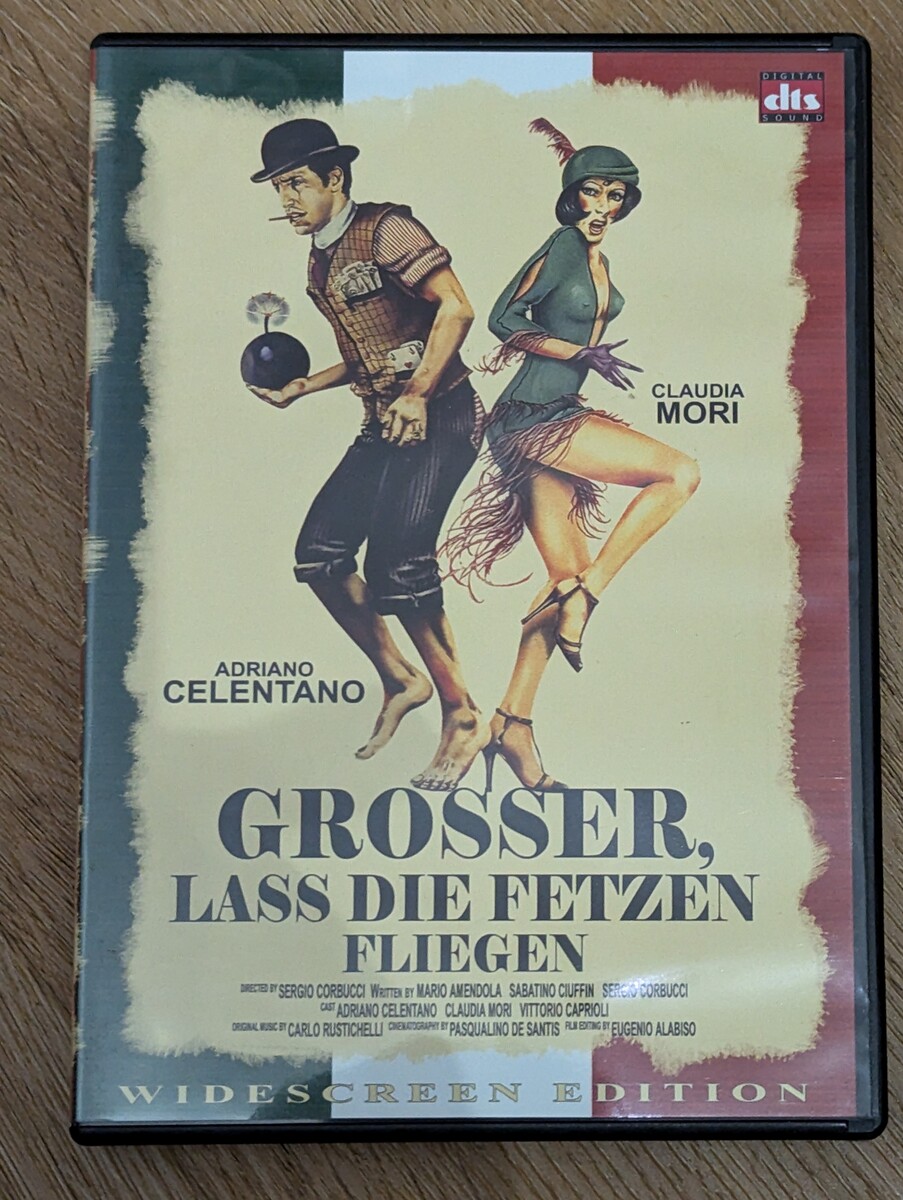 DIGITAL
dts
SOUND
CLAUDIA
MORI
ADRIANO
CELENTANO
GROSSER,
LASS DIE FETZEN
FLIEGEN
DIRECTED BY SERGIO CORBUCCI WRITTEN BY MARIO AMENDOLA SABATINO CIUFFIN SERGIO CORBUCCI
CAST ADRIANO CELENTANO CLAUDIA MORI VITTORIO CAPRIOLI
ORIGINAL MUSIC BY CARLO RUSTICHELLI CINEMATOGRAPHY BY PASQUALINO DE SANTIS FILM EDITING BY EUGENIO ALABISO
WIDESCREEN EDITION